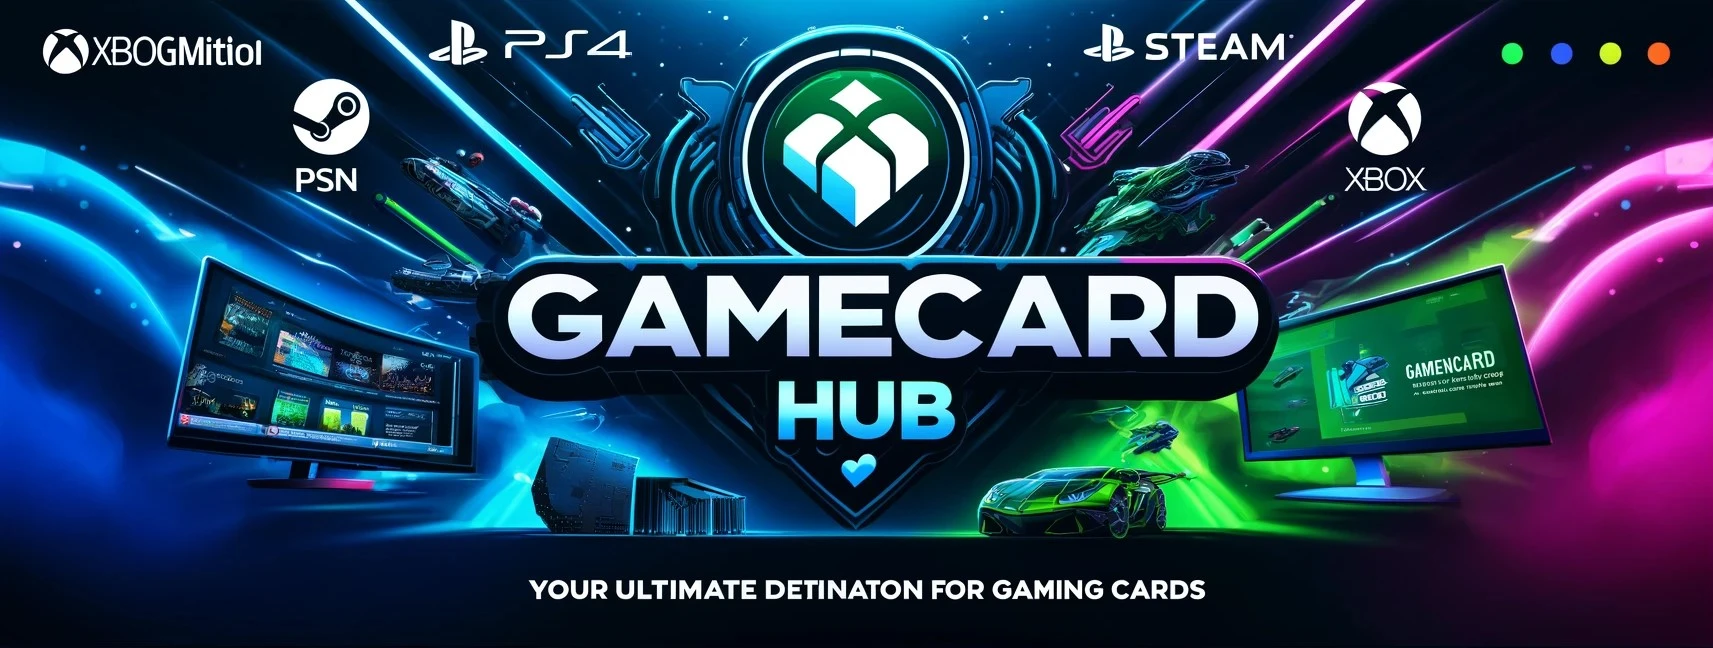 XBOGMitiol
PS4
STEAM
PSN
XBOX
GAMECARD
HUB
GAMENCARD
YOUR ULTIMATE DETINATON FOR GAMING CARDS